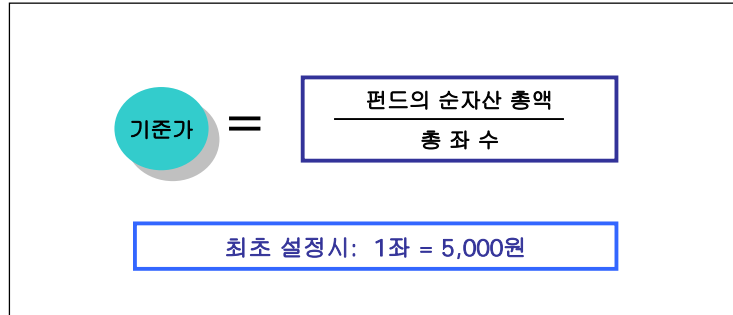 기준가 = 펀드의 순자산 총액
총 좌 수
최초 설정시: 1좌 = 5,000원